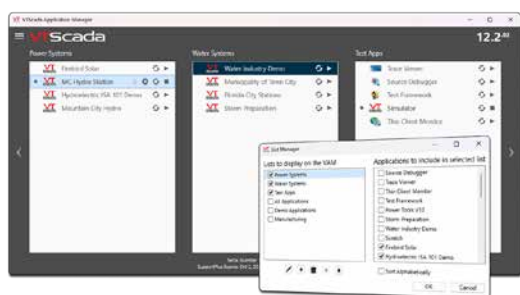 VTScada Application Manager
VTScada
12.2
Power Systems
Water Systems
Test Apps
Firebird Solar
MC Hydro Station
Hydroelectric ISA 101 Demo
Mountain City Hydro
Water Industry Demo
Municipality of Terra City
Florida City Stations
Storm Preparation
Trace Viewer
Source Debugger
Test Framework
Simulator
Thin Client Monitor
List Manager
Lists to display on the VAM
Power Systems
Water Systems
Test Apps
All Applications
Demo Applications
Manufacturing
Applications to include in selected list
Source Debugger
Trace Viewer
Thin Client Monitor
Test Framework
Storm Preparation
Water Industry Demo
Scratch
Firebird Solar
Hydroelectric ISA 101 Demo
Sort Alphabetically
OK
Cancel
Serial Number